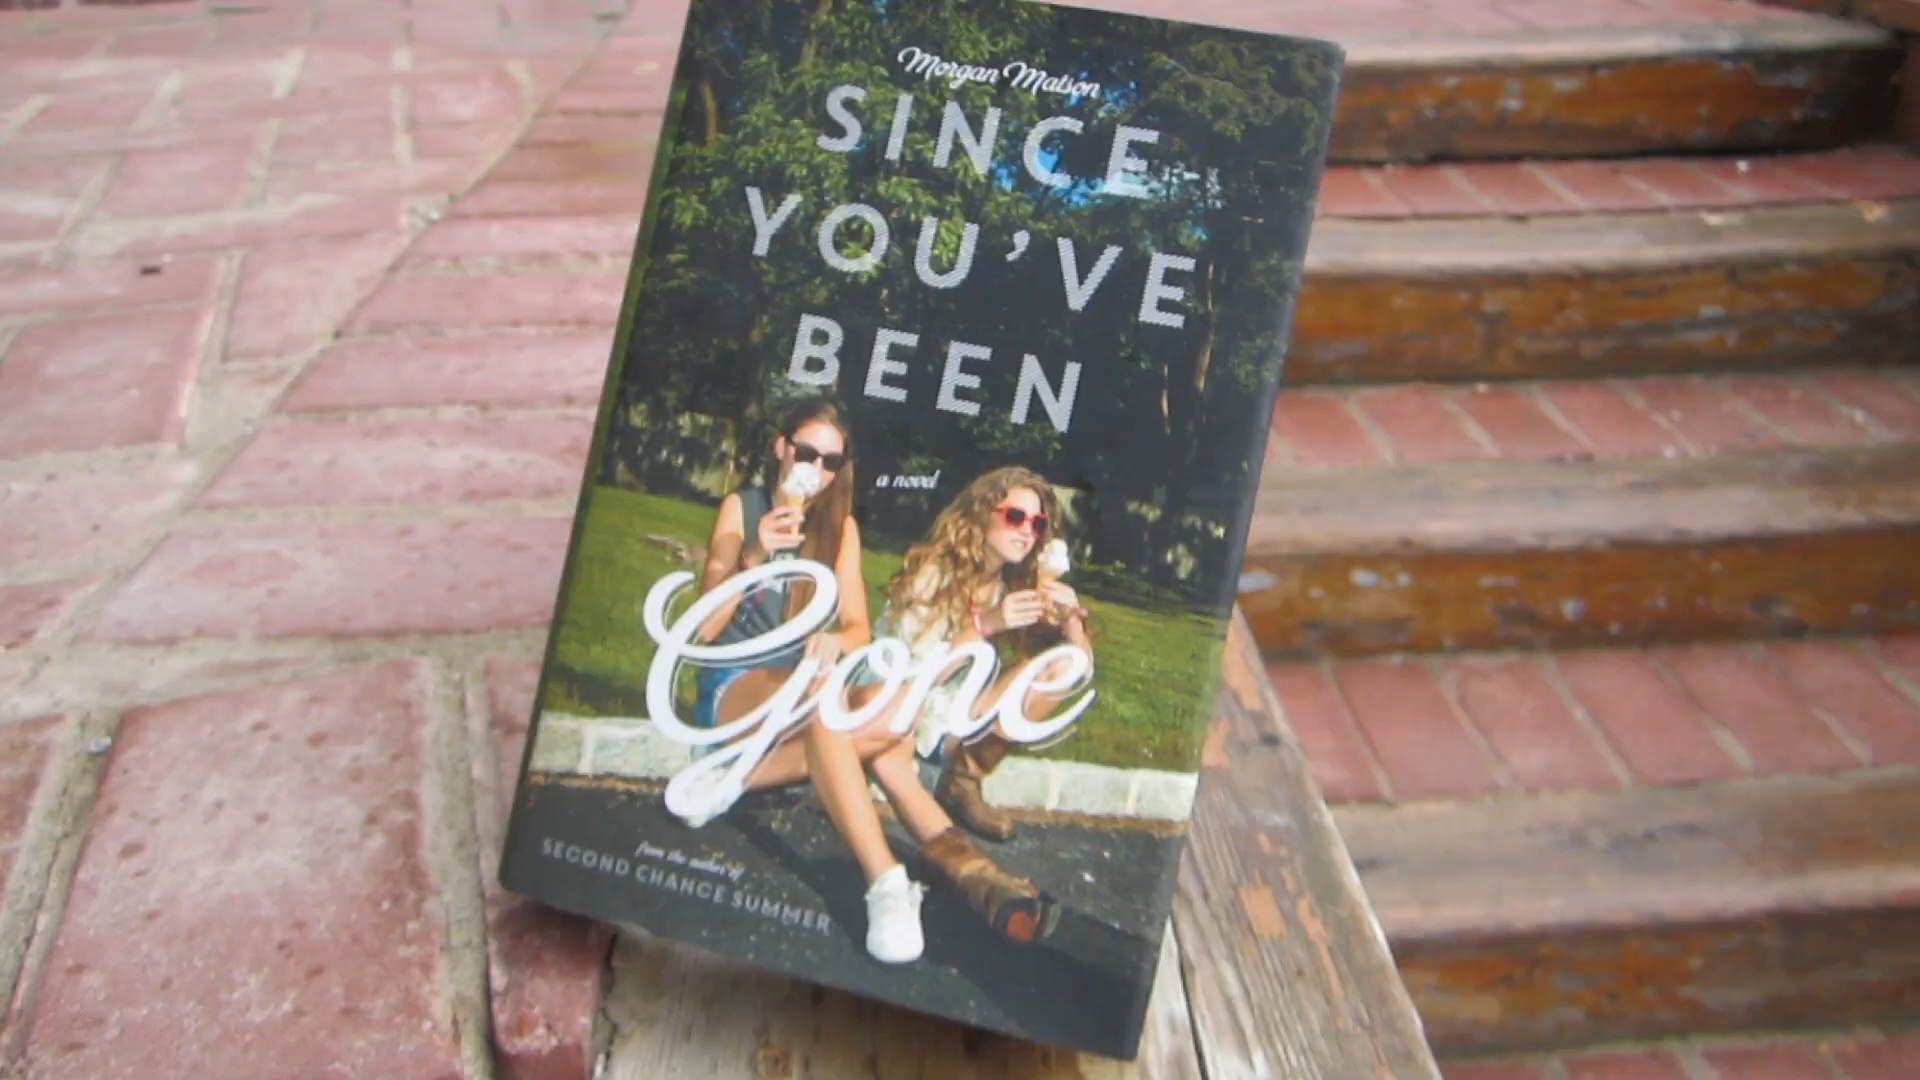 Morgan Matson
SINCE
YOU'VE
BEEN
a novel
Gone
from the author of
SECOND CHANCE SUMMER